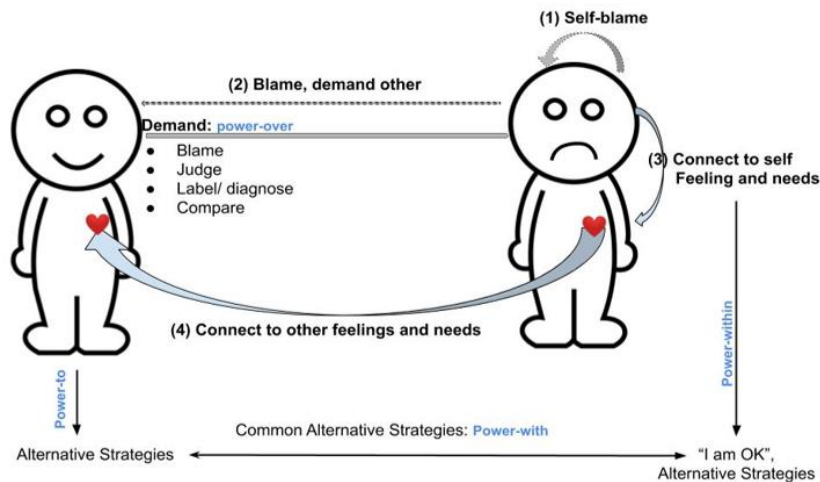 (1) Self-blame
(2) Blame, demand other
Demand: power-over
● Blame
● Judge
● Label/ diagnose
● Compare
(3) Connect to self
Feeling and needs
(4) Connect to other feelings and needs
Power-to
Power-within
Common Alternative Strategies: Power-with
Alternative Strategies
“I am OK”,
Alternative Strategies